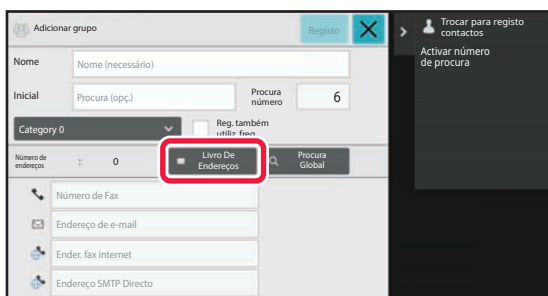 Adicionar grupo
Registo
Nome
Nome (necessário)
Inicial
Procura (opç.)
Procura
número
6
Category 0
Reg. também
utiliz. freq.
Número de
endereços
:
0
Livro De
Endereços
Procura
Global
Número de Fax
Endereço de e-mail
Ender. fax internet
Endereço SMTP Directo
Trocar para registo
contactos
Activar número
de procura